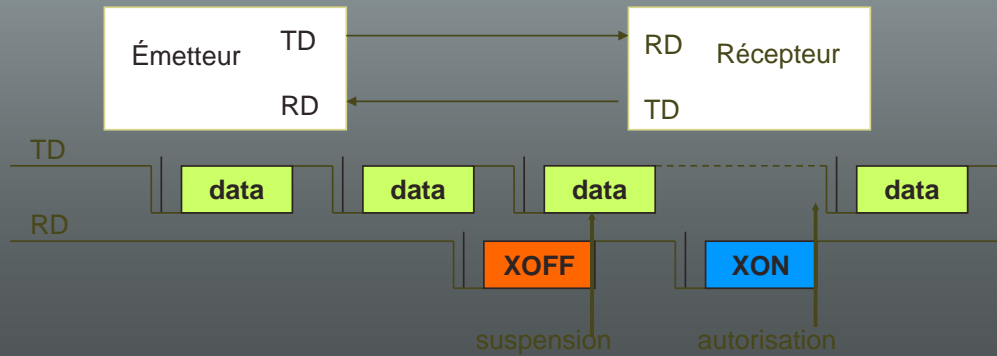 Émetteur TD RD Récepteur
RD TD
TD
data data data data
RD
XOFF XON
suspension autorisation